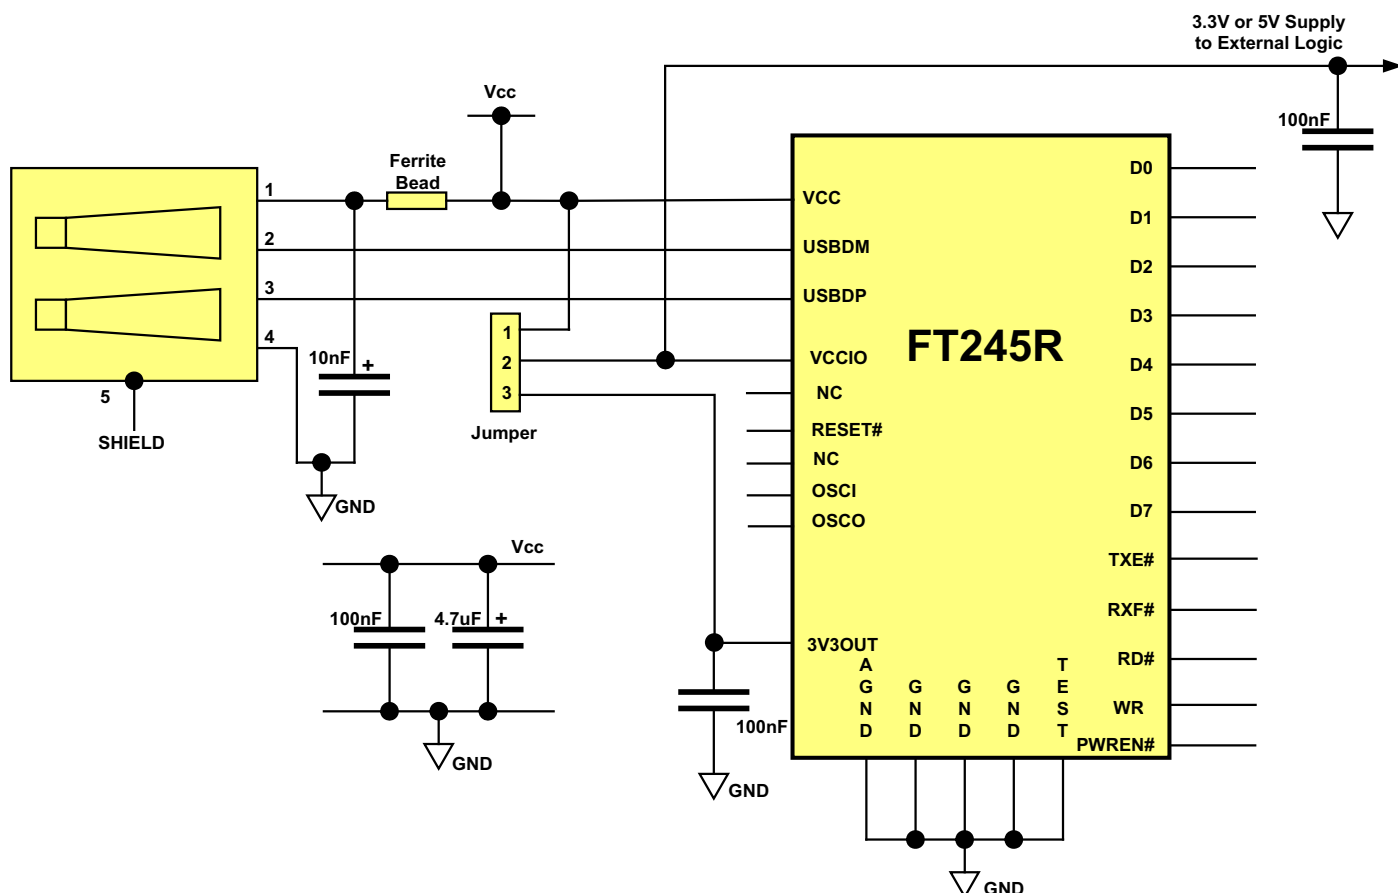 3.3V or 5V Supply
to External Logic
Vcc
100nF
Ferrite
Bead
1
2
3
4
5
SHIELD
10nF +
GND
1
2
3
Jumper
VCC
USBDM
USBDP
VCCIO
NC
RESET#
NC
OSCI
OSCO
3V3OUT
FT245R
D0
D1
D2
D3
D4
D5
D6
D7
TXE#
RXF#
RD#
WR
PWREN#
AGND
GND
GND
GND
TEST
Vcc
100nF
4.7uF +
GND
100nF
GND
GND